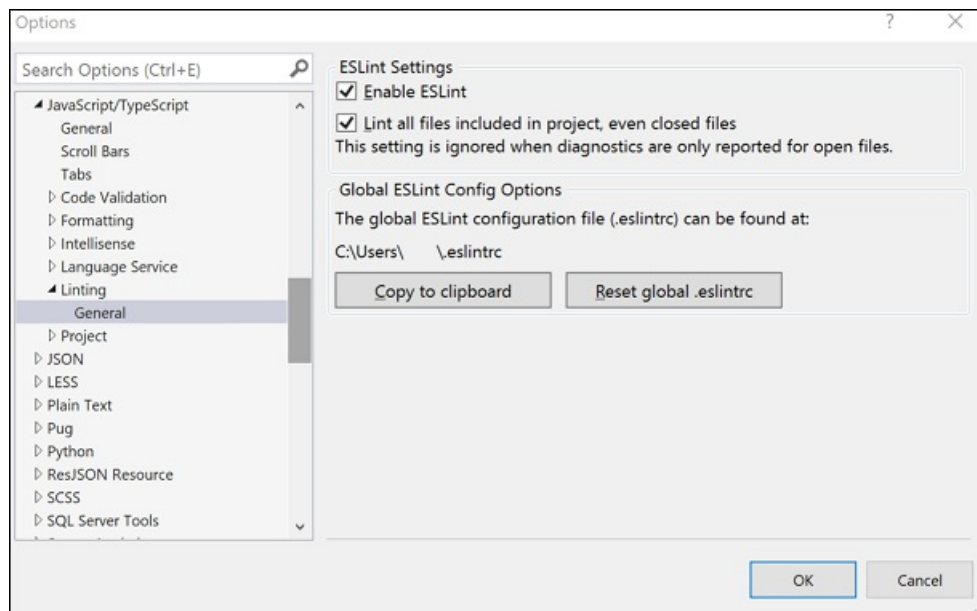 Options
?
Search Options (Ctrl+E)
JavaScript/TypeScript
General
Scroll Bars
Tabs
Code Validation
Formatting
Intellisense
Language Service
Linting
General
Project
JSON
LESS
Plain Text
Pug
Python
ResJSON Resource
SCSS
SQL Server Tools
ESLint Settings
Enable ESLint
Lint all files included in project, even closed files
This setting is ignored when diagnostics are only reported for open files.
Global ESLint Config Options
The global ESLint configuration file (.eslintrc) can be found at:
C:\Users\ \.eslintrc
Copy to clipboard
Reset global .eslintrc
OK
Cancel